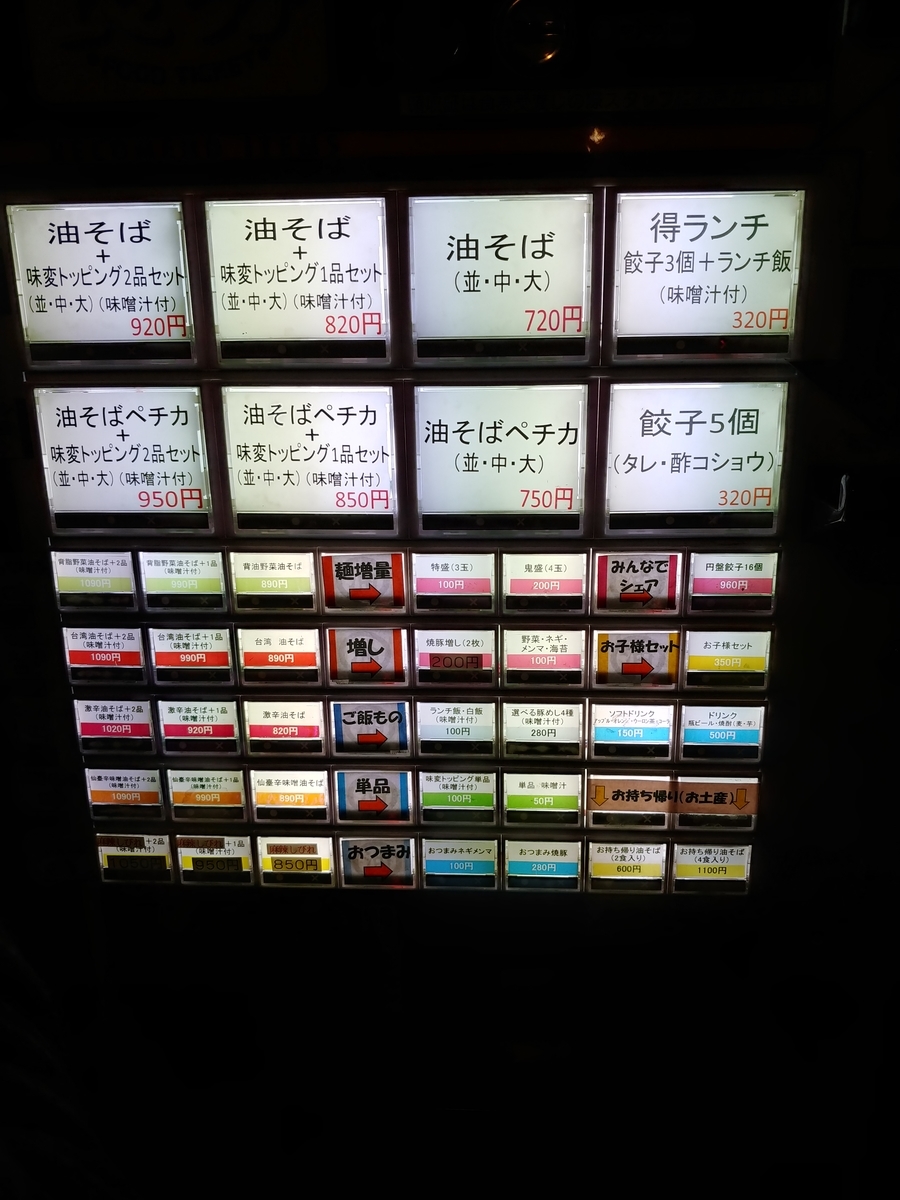 油そば
+
味変トッピング2品セット
(並・中・大)(味噌汁付)
920円
油そば
+
味変トッピング1品セット
(並・中・大)(味噌汁付)
820円
油そば
(並・中・大)
720円
得ランチ
餃子3個+ランチ飯
(味噌汁付)
320円
油そばペチカ
+
味変トッピング2品セット
(並・中・大)(味噌汁付)
950円
油そばペチカ
+
味変トッピング1品セット
(並・中・大)(味噌汁付)
850円
油そばペチカ
(並・中・大)
750円
餃子5個
(タレ・酢コショウ)
320円
背脂野菜油そば+2品
(味噌汁付)
1090円
背脂野菜油そば+1品
(味噌汁付)
990円
背油野菜油そば
890円
麺増量
特盛(3玉)
100円
鬼盛(4玉)
200円
みんなで
シェア
円盤餃子16個
960円
台湾油そば+2品
(味噌汁付)
1090円
台湾油そば+1品
(味噌汁付)
990円
台湾 油そば
890円
増し
焼豚増し(2枚)
200円
野菜・ネギ・
メンマ・海苔
100円
お子様セット
お子様セット
350円
激辛油そば+2品
(味噌汁付)
1020円
激辛油そば+1品
(味噌汁付)
920円
激辛油そば
820円
ご飯もの
ランチ飯・白飯
(味噌汁付)
100円
選べる豚めし4種
(味噌汁付)
280円
ソフトドリンク
150円
ドリンク
瓶ビール・焼酎(麦・芋)
500円
仙臺辛味噌油そば+2品
(味噌汁付)
1090円
仙臺辛味噌油そば+1品
(味噌汁付)
990円
仙臺辛味噌油そば
890円
単品
味変トッピング単品
(味噌汁付)
100円
単品 味噌汁
50円
お持ち帰り(お土産)
+2品
(味噌汁付)
+1品
(味噌汁付)
850円
おつまみ
おつまみネギメンマ
100円
おつまみ焼豚
280円
お持ち帰り油そば
(2食入り)
600円
お持ち帰り油そば
(4食入り)
1100円